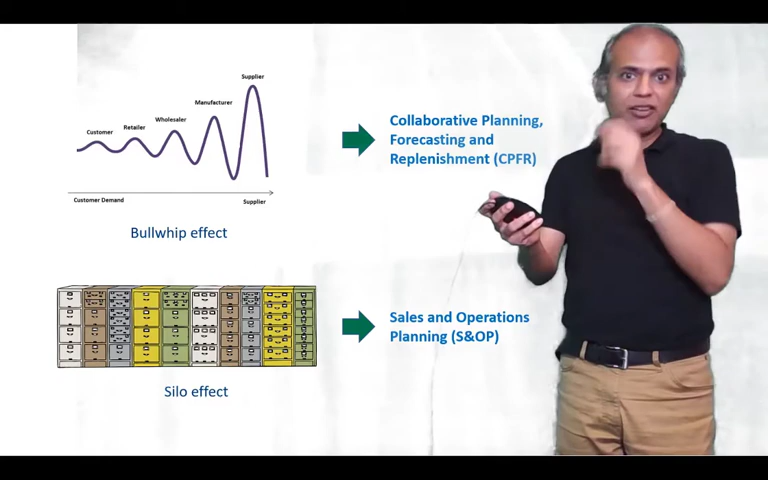 Supplier
Manufacturer
Wholesaler
Retailer
Customer
Customer Demand
Supplier
Bullwhip effect
Collaborative Planning,
Forecasting and
Replenishment (CPFR)
Silo effect
Sales and Operations
Planning (S&OP)